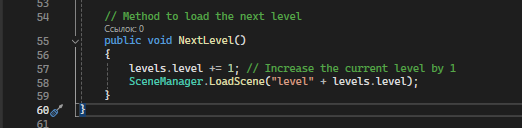 53
54 // Method to load the next level
Ссылок: 0
55 public void NextLevel()
56 {
57 levels.level += 1; // Increase the current level by 1
58 SceneManager.LoadScene("level" + levels.level);
59 }
60 }
61